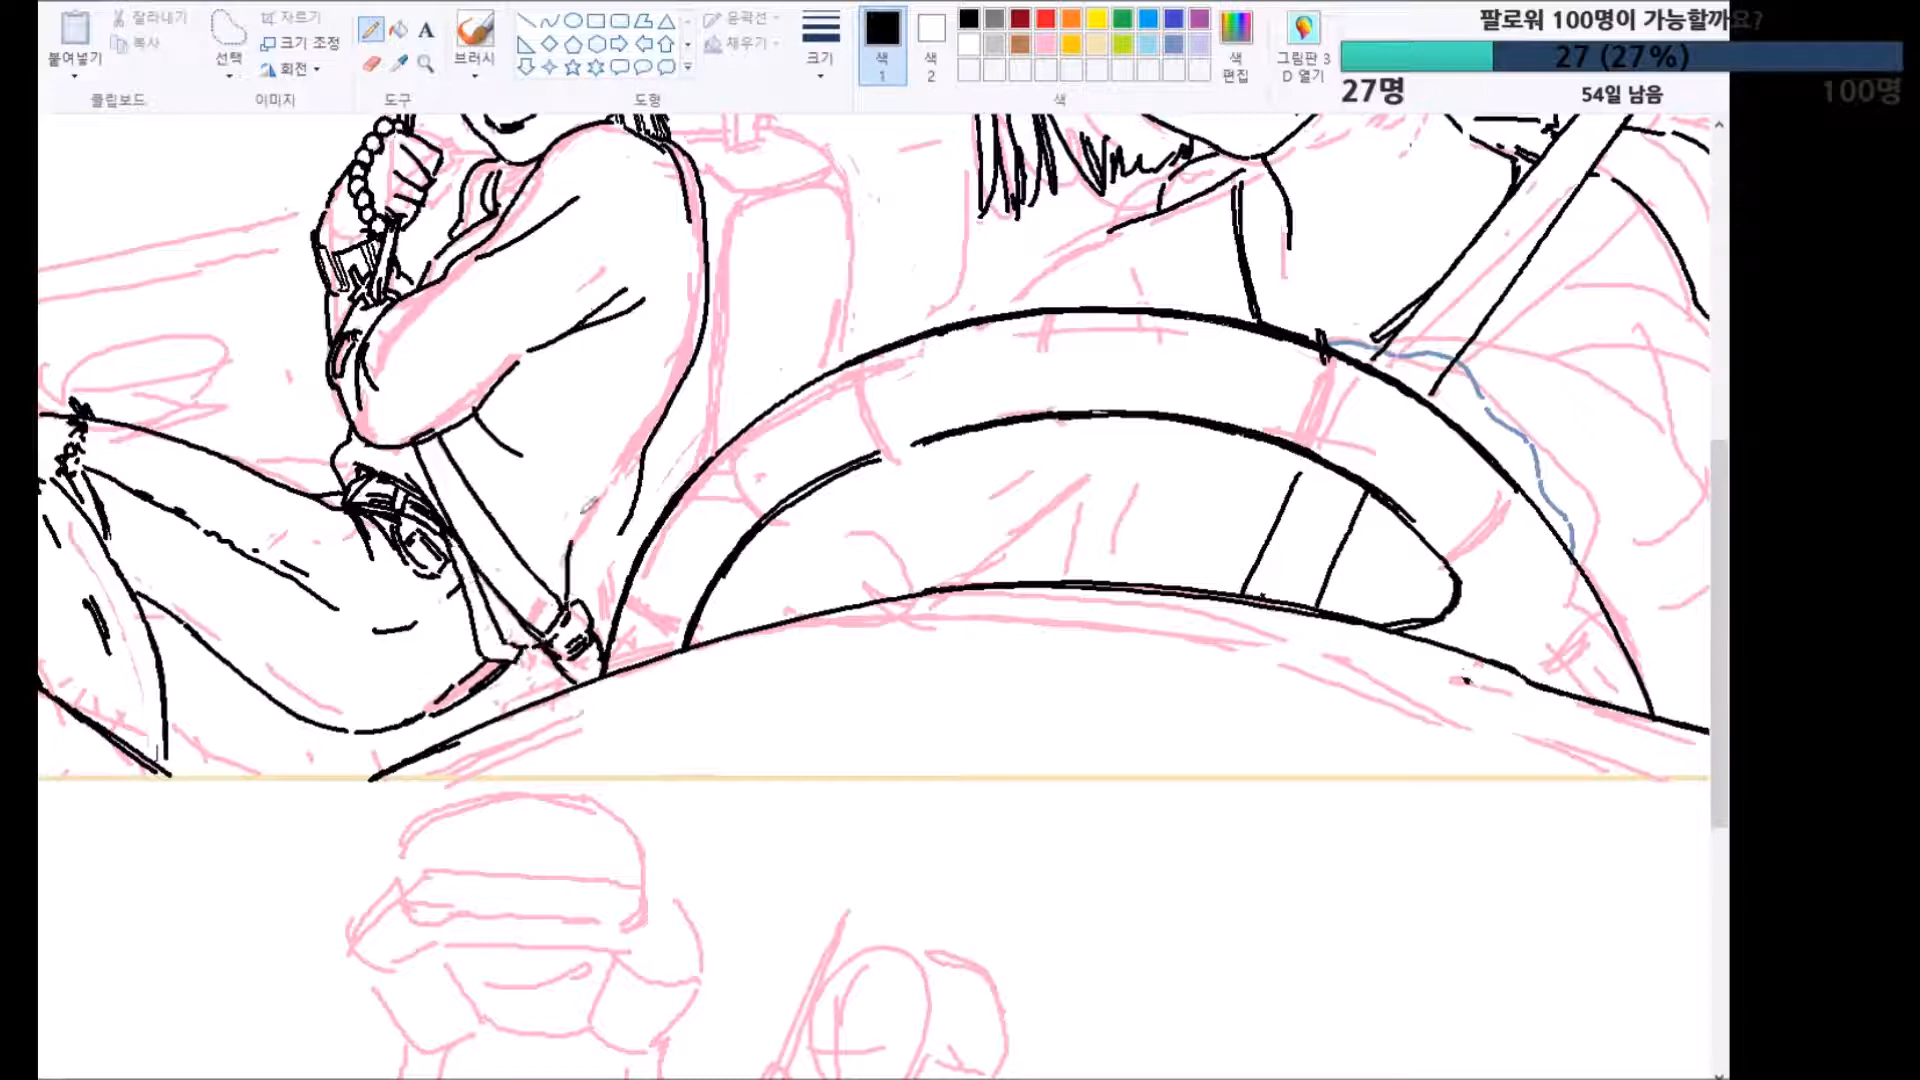 붙여넣기
잘라내기
복사
클립보드
선택
자르기
크기 조정
회전
이미지
A
도구
브러시
윤곽선
채우기
도형
크기
색
1
색
2
색
편집
색
그림판 3
D 열기
팔로워 100명이 가능할까요?
27 (27%)
27명
54일 남음
100명